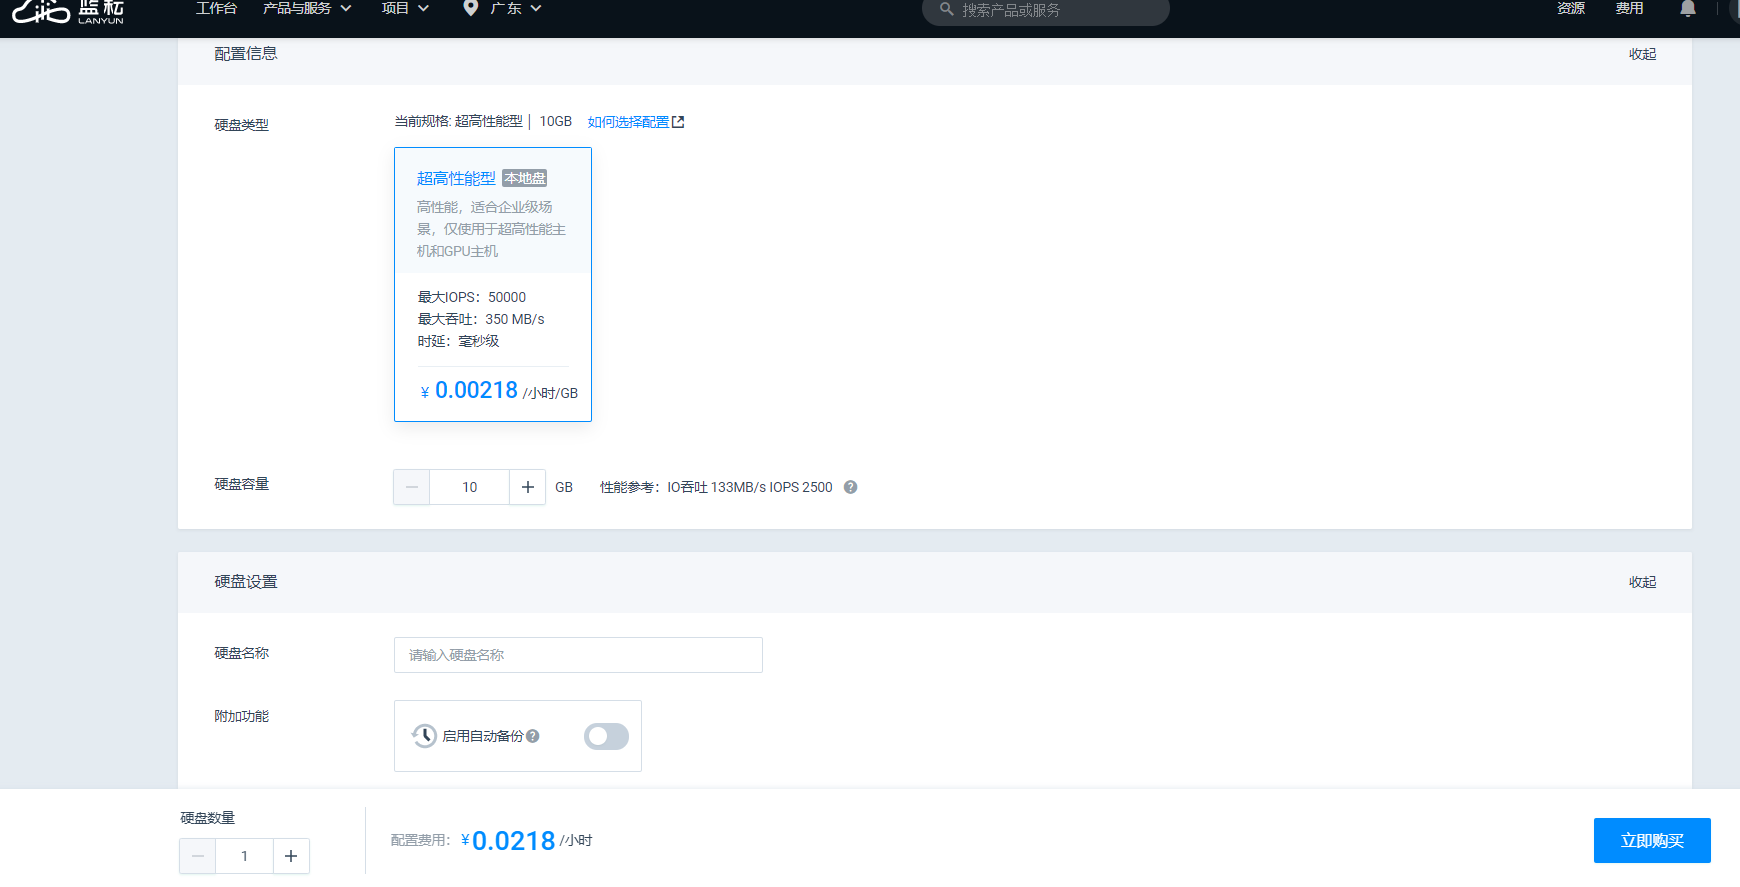 蓝耘
LANYUN
工作台 产品与服务 项目 广东 搜索产品或服务 资源 费用
配置信息 收起
硬盘类型
当前规格: 超高性能型 | 10GB 如何选择配置
超高性能型 本地盘
高性能，适合企业级场
景，仅使用于超高性能主
机和GPU主机
最大IOPS：50000
最大吞吐：350 MB/s
时延：毫秒级
¥ 0.00218 /小时/GB
硬盘容量 10 GB 性能参考：IO吞吐 133MB/s IOPS 2500
硬盘设置 收起
硬盘名称 请输入硬盘名称
附加功能 启用自动备份
硬盘数量
1
配置费用：¥0.0218 /小时
立即购买